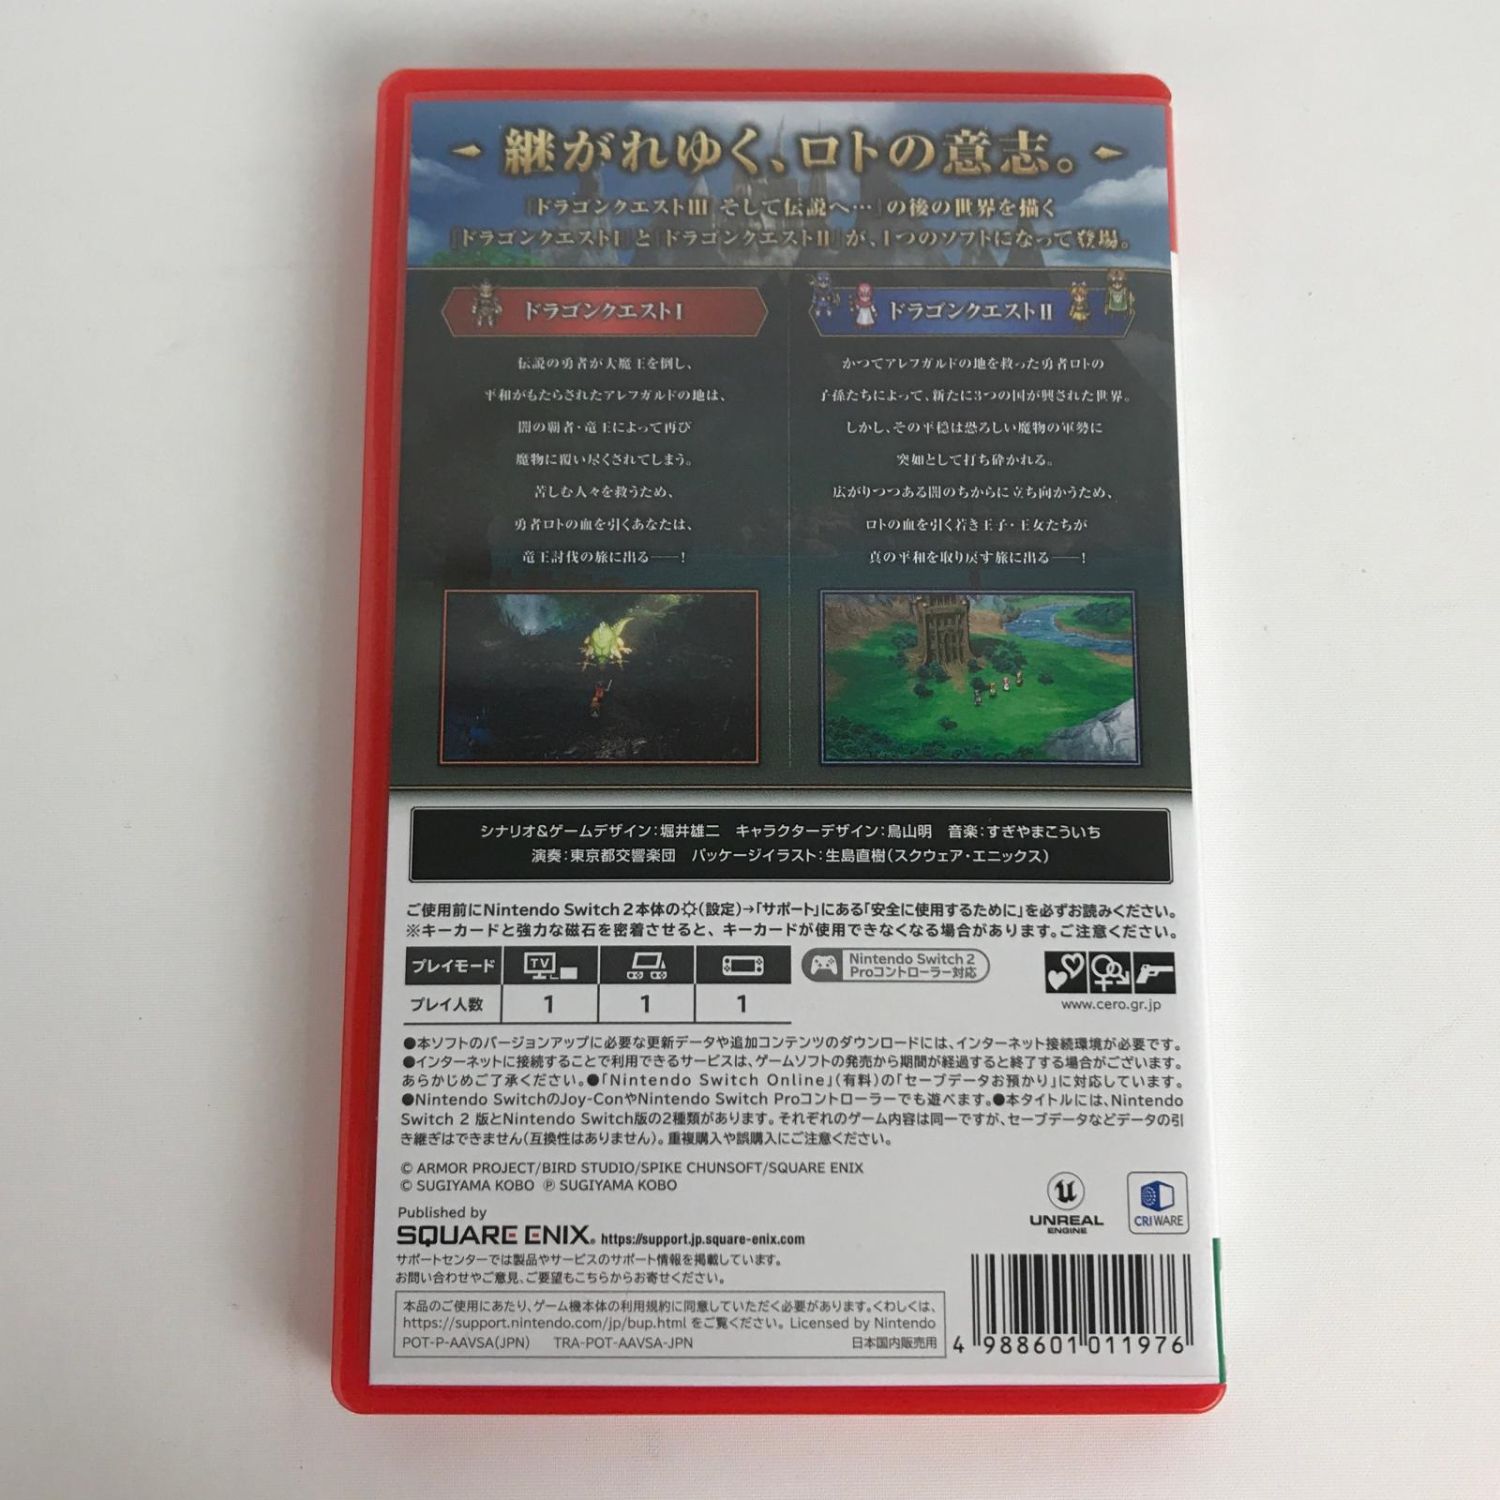 継がれゆく、ロトの意志。
「ドラゴンクエストIII そして伝説へ…」の後の世界を描く
「ドラゴンクエストI」と「ドラゴンクエストII」が、1つのソフトになって登場。
ドラゴンクエストI
伝説の勇者が大魔王を倒し、
平和がもたらされたアレフガルドの地は、
闇の覇者・竜王によって再び
魔物に覆い尽くされてしまう。
苦しむ人々を救うため、
勇者ロトの血を引くあなたは、
竜王討伐の旅に出る――!
ドラゴンクエストII
かつてアレフガルドの地を救った勇者ロトの
子孫たちによって、新たに3つの国が興された世界。
しかし、その平穏は恐ろしい魔物の軍勢に
突如として打ち砕かれる。
広がりつつある闇のちからに立ち向かうため、
ロトの血を引く若き王子・王女たちが
真の平和を取り戻す旅に出る――!
シナリオ&ゲームデザイン:堀井雄二 キャラクターデザイン:鳥山明 音楽:すぎやまこういち
演奏:東京都交響楽団 パッケージイラスト:生島直樹(スクウェア・エニックス)
ご使用前にNintendo Switch 2本体の(設定)→「サポート」にある「安全に使用するために」を必ずお読みください。
※キーカードと強力な磁石を密着させると、キーカードが使用できなくなる場合があります。ご注意ください。
プレイモード TV
プレイ人数 1 1 1
Nintendo Switch 2
Proコントローラー対応
www.cero.gr.jp
●本ソフトのバージョンアップに必要な更新データや追加コンテンツのダウンロードには、インターネット接続環境が必要です。
●インターネットに接続することで利用できるサービスは、ゲームソフトの発売から期間が経過すると終了する場合がございます。
あらかじめご了承ください。●「Nintendo Switch Online」(有料)の「セーブデータお預かり」に対応しています。
●Nintendo SwitchのJoy-ConやNintendo Switch Proコントローラーでも遊べます。●本タイトルには、Nintendo
Switch 2 版とNintendo Switch版の2種類があります。それぞれのゲーム内容は同一ですが、セーブデータなどデータの引
き継ぎはできません(互換性はありません)。重複購入や誤購入にご注意ください。
© ARMOR PROJECT/BIRD STUDIO/SPIKE CHUNSOFT/SQUARE ENIX
© SUGIYAMA KOBO ℗ SUGIYAMA KOBO
UNREAL
ENGINE
CRIWARE
Published by
SQUARE ENIX. https://support.jp.square-enix.com
サポートセンターでは製品やサービスのサポート情報を掲載しています。
お問い合わせやご意見、ご要望もこちらからお寄せください。
本品のご使用にあたり、ゲーム機本体の利用規約に同意していただく必要があります。くわしくは、
https://support.nintendo.com/jp/bup.html をご覧ください。 Licensed by Nintendo
POT-P-AAVSA(JPN) TRA-POT-AAVSA-JPN 日本国内販売用
4 988601 011976